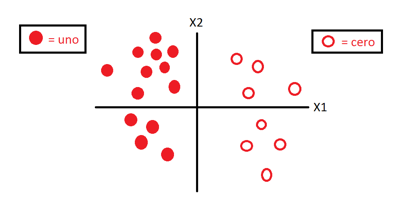 X2
= uno
= cero
X1